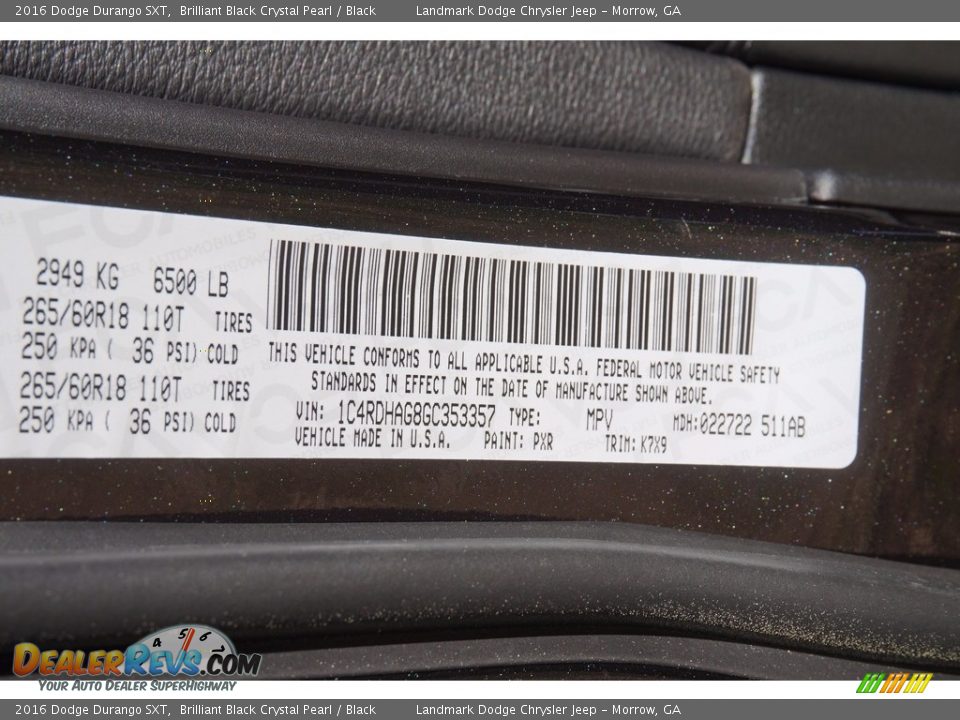 2016 Dodge Durango SXT,  Brilliant Black Crystal Pearl / Black     Landmark Dodge Chrysler Jeep – Morrow, GA
2949 KG   6500 LB
265/60R18 110T   TIRES
250 KPA ( 36 PSI) COLD
265/60R18 110T   TIRES
250 KPA ( 36 PSI) COLD
THIS VEHICLE CONFORMS TO ALL APPLICABLE U.S.A. FEDERAL MOTOR VEHICLE SAFETY
STANDARDS IN EFFECT ON THE DATE OF MANUFACTURE SHOWN ABOVE.
VIN: 1C4RDHAG8GC353357 TYPE:   MPV   MDH:022722 511AB
VEHICLE MADE IN U.S.A.   PAINT: PXR   TRIM: K7X9
4 5 6
DEALERREVS.COM
YOUR AUTO DEALER SUPERHIGHWAY
2016 Dodge Durango SXT,  Brilliant Black Crystal Pearl / Black     Landmark Dodge Chrysler Jeep – Morrow, GA